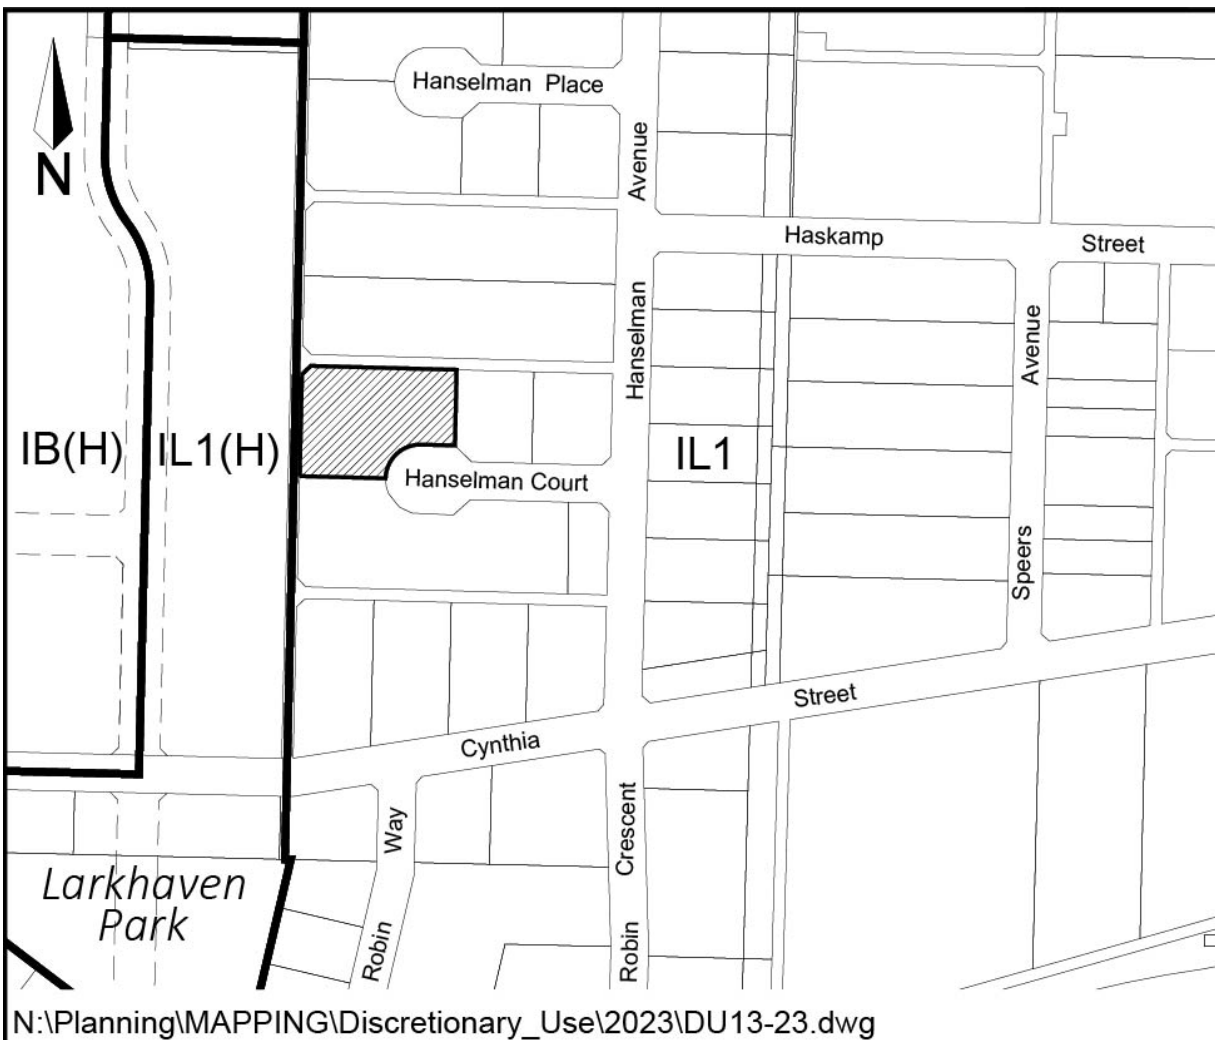 Hanselman Place
Avenue
N
Haskamp
Street
Hanselman
Avenue
IB(H)
IL1(H)
IL1
Hanselman Court
Speers
Street
Cynthia
Way
Crescent
Larkhaven
Park
Robin
Robin
N:\Planning\MAPPING\Discretionary_Use\2023\DU13-23.dwg